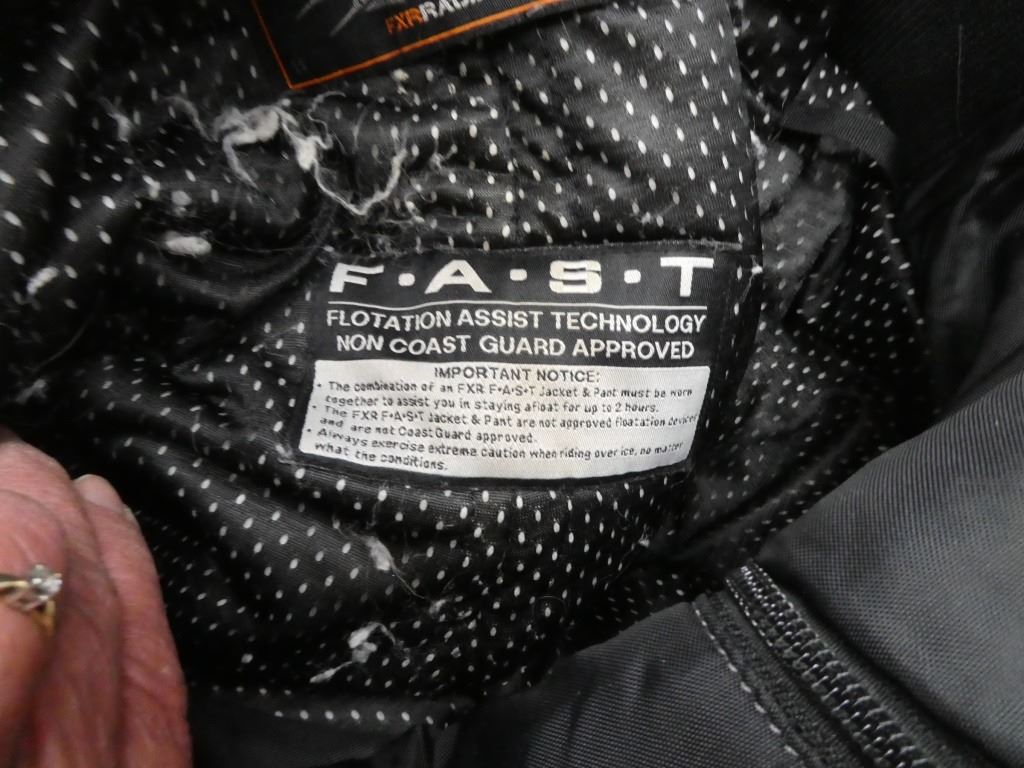 FXRRAC
F·A·S·T
FLOTATION ASSIST TECHNOLOGY
NON COAST GUARD APPROVED
IMPORTANT NOTICE:
• The combination of an FXR F•A•S•T Jacket & Pant must be worn
together to assist you in staying afloat for up to 2 hours.
• The FXR F•A•S•T Jacket & Pant are not approved floatation devices
and are not Coast Guard approved.
• Always exercise extreme caution when riding over ice, no matter
what the conditions.